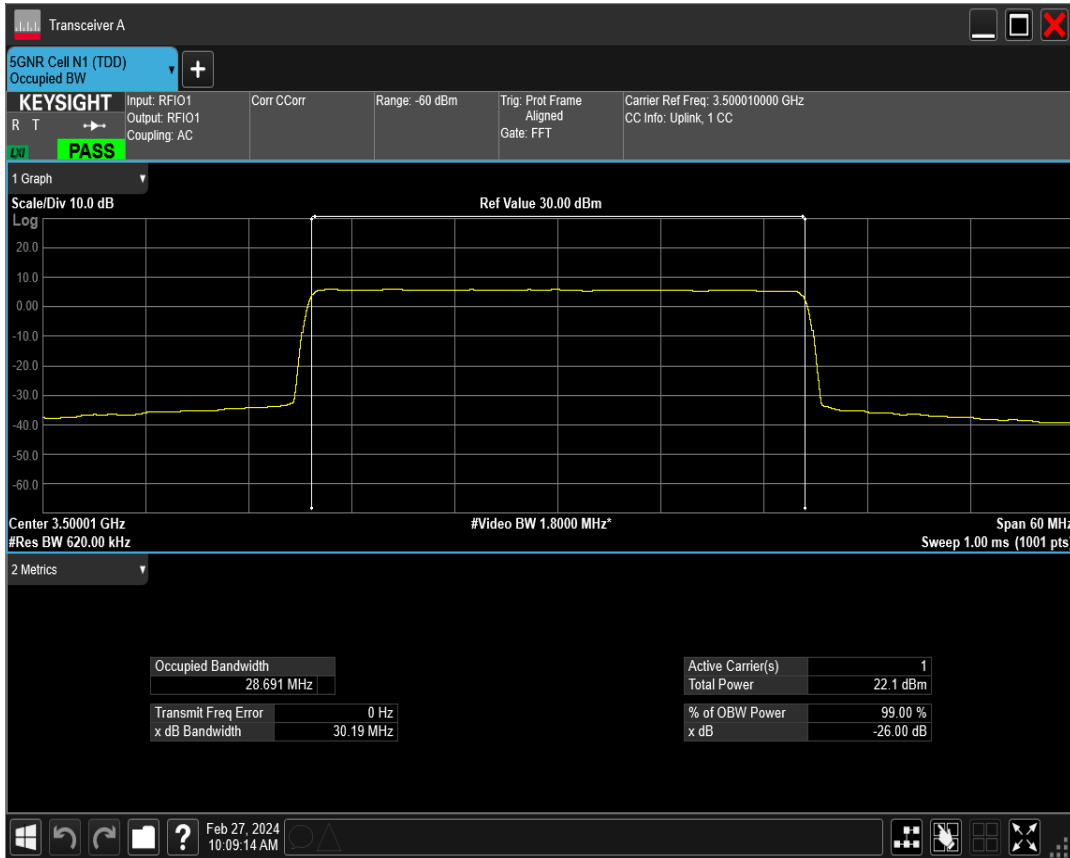 Transceiver A
5GNR Cell N1 (TDD)
Occupied BW
+
KEYSIGHT
R T
LXI
PASS
Input: RFIO1
Output: RFIO1
Coupling: AC
Corr CCorr
Range: -60 dBm
Trig: Prot Frame
Aligned
Gate: FFT
Carrier Ref Freq: 3.500010000 GHz
CC Info: Uplink, 1 CC
1 Graph
Scale/Div 10.0 dB
Ref Value 30.00 dBm
Log
20.0
10.0
0.00
-10.0
-20.0
-30.0
-40.0
-50.0
-60.0
Center 3.50001 GHz
#Video BW 1.8000 MHz*
Span 60 MHz
#Res BW 620.00 kHz
Sweep 1.00 ms (1001 pts)
2 Metrics
Occupied Bandwidth
28.691 MHz
Transmit Freq Error 0 Hz
x dB Bandwidth 30.19 MHz
Active Carrier(s) 1
Total Power 22.1 dBm
% of OBW Power 99.00 %
x dB -26.00 dB
?
Feb 27, 2024
10:09:14 AM